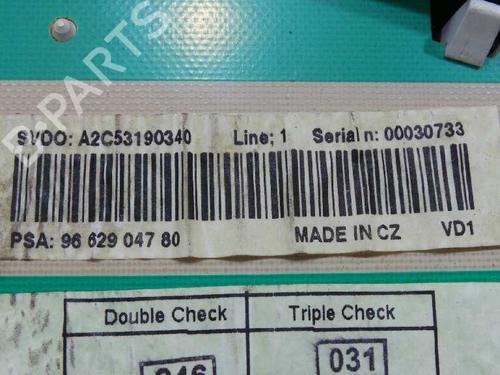 B-PARTS
SVDO: A2C53190340 Line; 1 Serial n: 00030733
PSA: 96 629 047 80 MADE IN CZ VD1
Double Check Triple Check
031